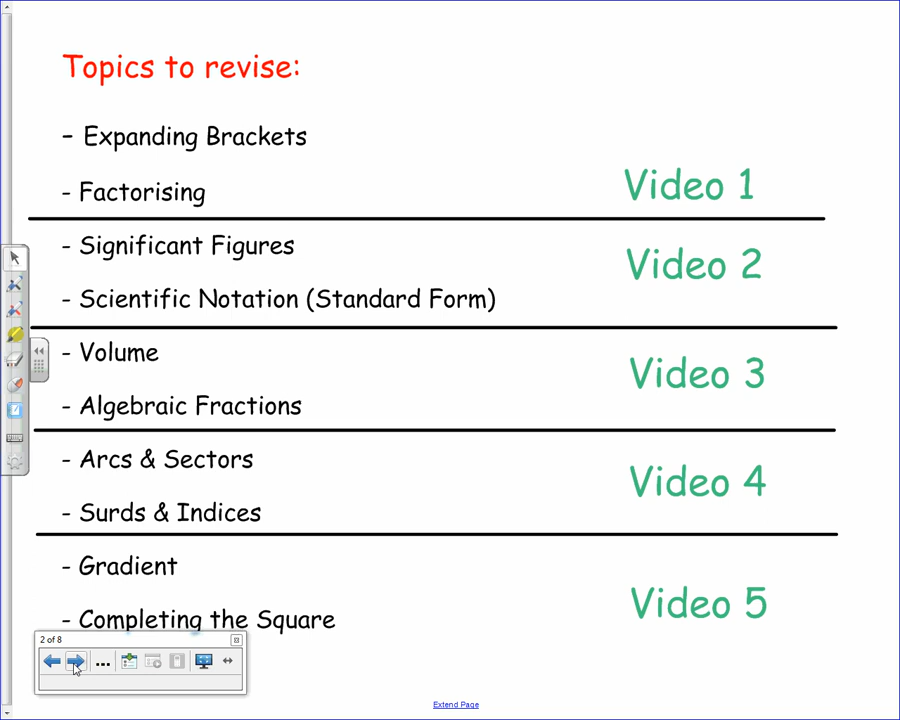 Topics to revise:
- Expanding Brackets
- Factorising
Video 1
- Significant Figures
Video 2
- Scientific Notation (Standard Form)
- Volume
Video 3
- Algebraic Fractions
- Arcs & Sectors
Video 4
- Surds & Indices
- Gradient
Video 5
- Completing the Square
2 of 8
...
Extend Page